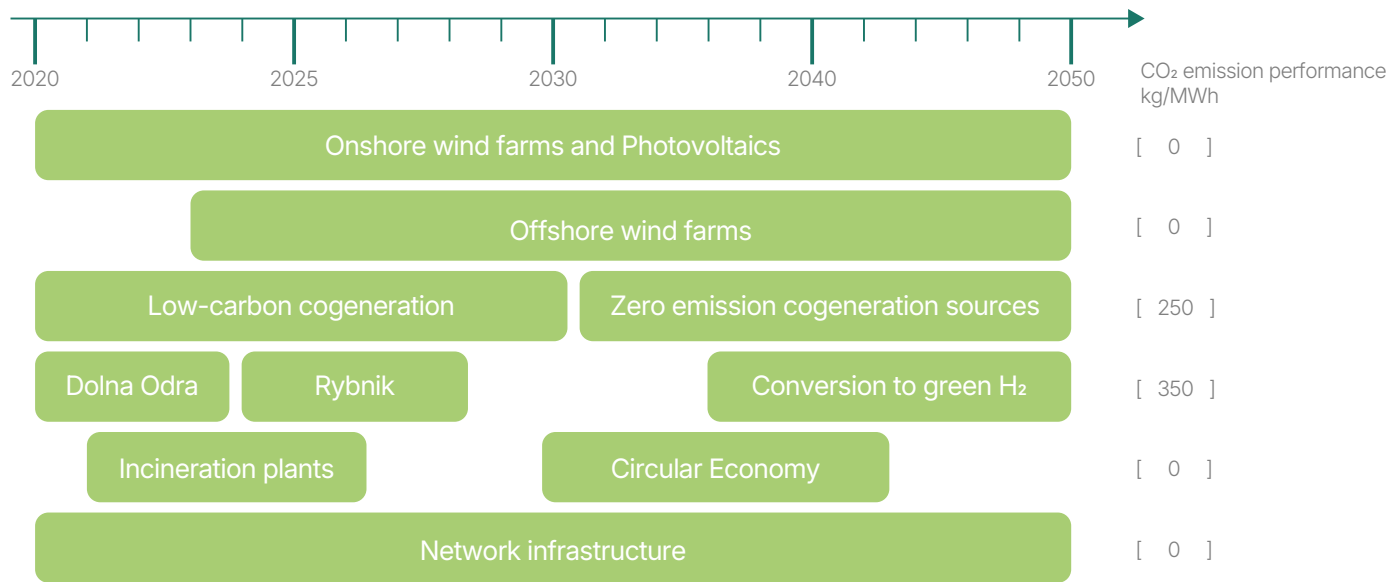 2020 2025 2030 2040 2050
CO₂ emission performance
kg/MWh
Onshore wind farms and Photovoltaics [ 0 ]
Offshore wind farms [ 0 ]
Low-carbon cogeneration Zero emission cogeneration sources [ 250 ]
Dolna Odra Rybnik Conversion to green H₂ [ 350 ]
Incineration plants Circular Economy [ 0 ]
Network infrastructure [ 0 ]